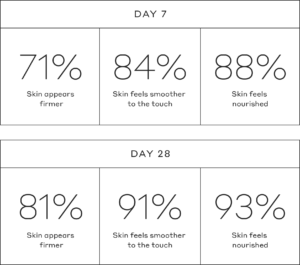 DAY 7
71% 84% 88%
Skin appears Skin feels smoother Skin feels
firmer to the touch nourished
DAY 28
81% 91% 93%
Skin appears Skin feels smoother Skin feels
firmer to the touch nourished